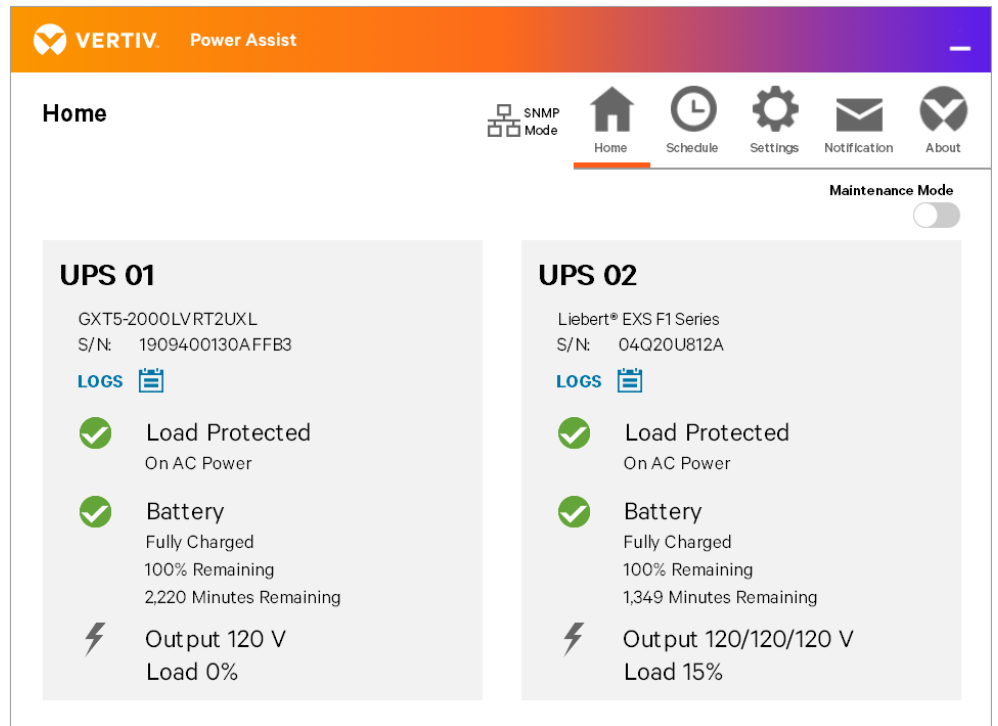 VERTIV. Power Assist
Home
SNMP
Mode
Home
Schedule
Settings
Notification
About
Maintenance Mode
UPS 01
GXT5-2000LVRT2UXL
S/N: 1909400130AFFB3
LOGS
Load Protected
On AC Power
Battery
Fully Charged
100% Remaining
2,220 Minutes Remaining
Output 120 V
Load 0%
UPS 02
Liebert® EXS F1 Series
S/N: 04Q20U812A
LOGS
Load Protected
On AC Power
Battery
Fully Charged
100% Remaining
1,349 Minutes Remaining
Output 120/120/120 V
Load 15%